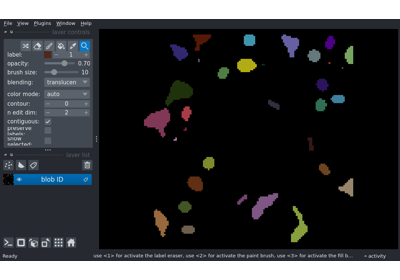 File View Plugins Window Help
layer controls
label: 1
opacity: 0.70
brush size: 10
blending: translucen
color mode: auto
contour: 0
n edit dim: 2
contiguous:
preserve labels:
show selected:
layer list
blob ID
Ready use <1> for activate the label eraser, use <2> for activate the paint brush, use <3> for activate the fill b... activity